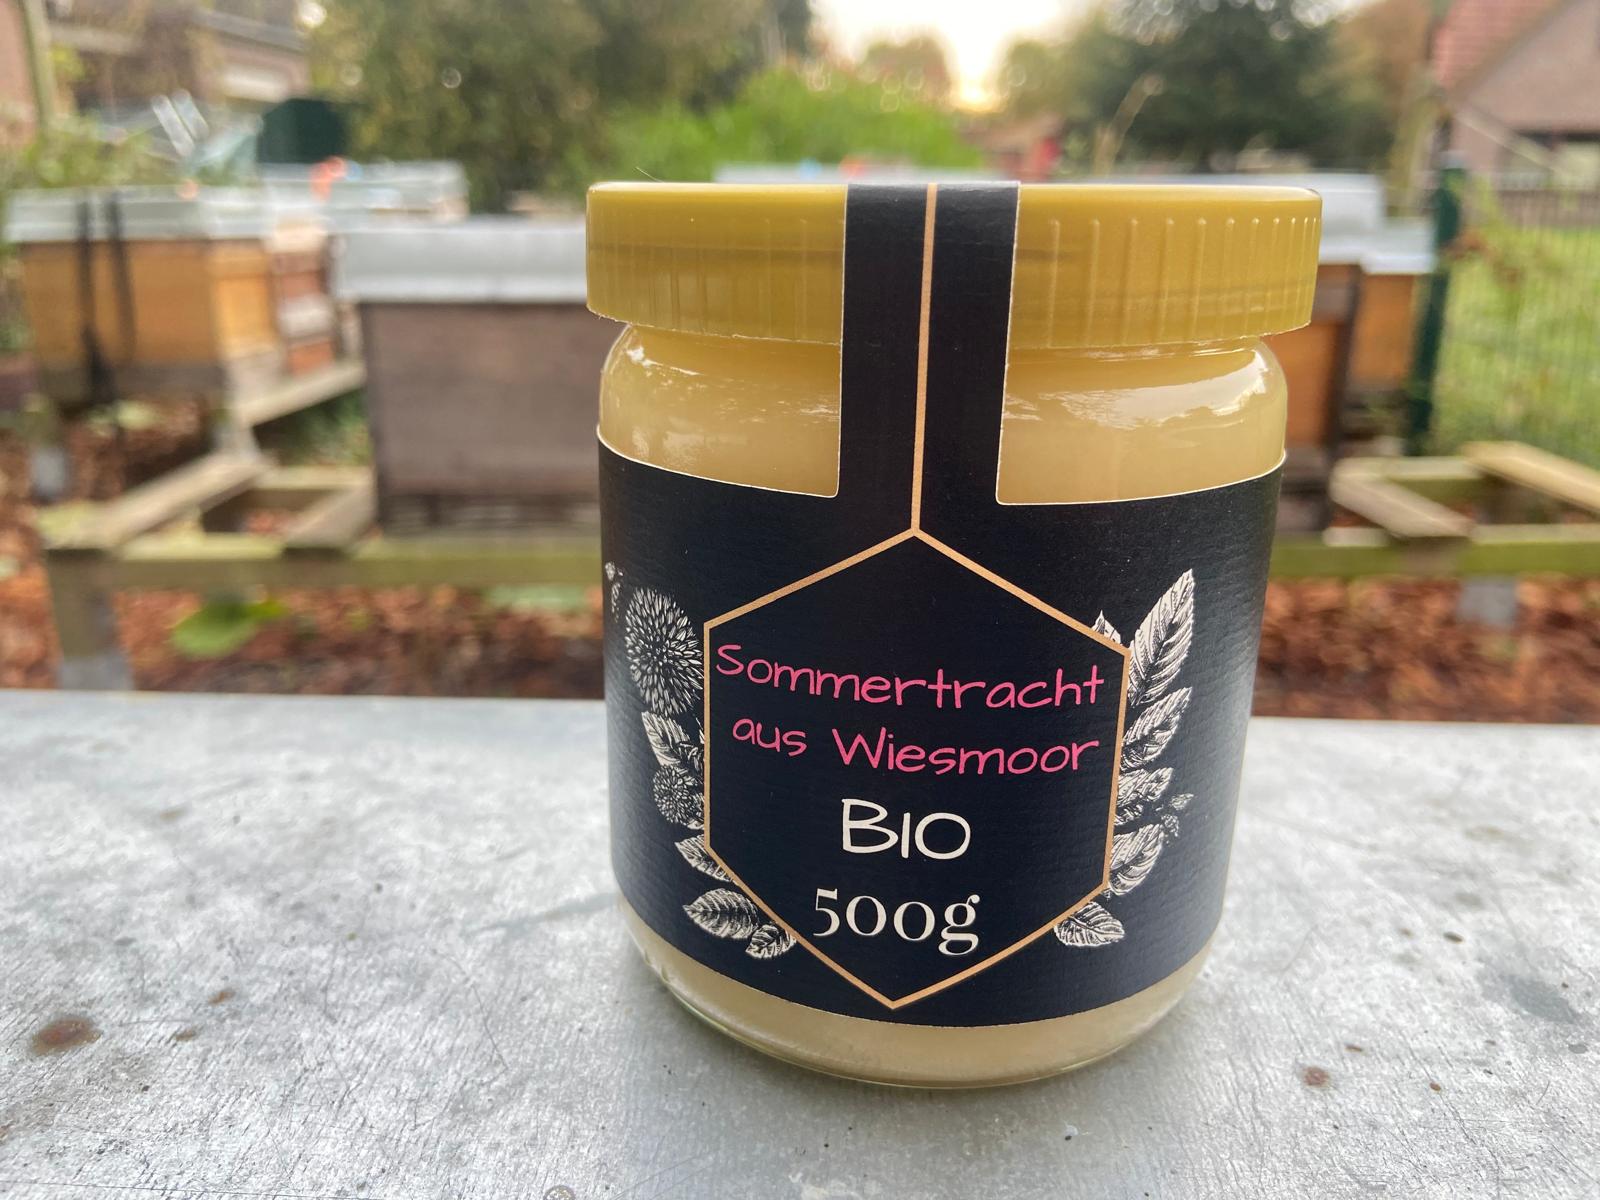 Sommertracht
aus Wiesmoor
BIO
500g